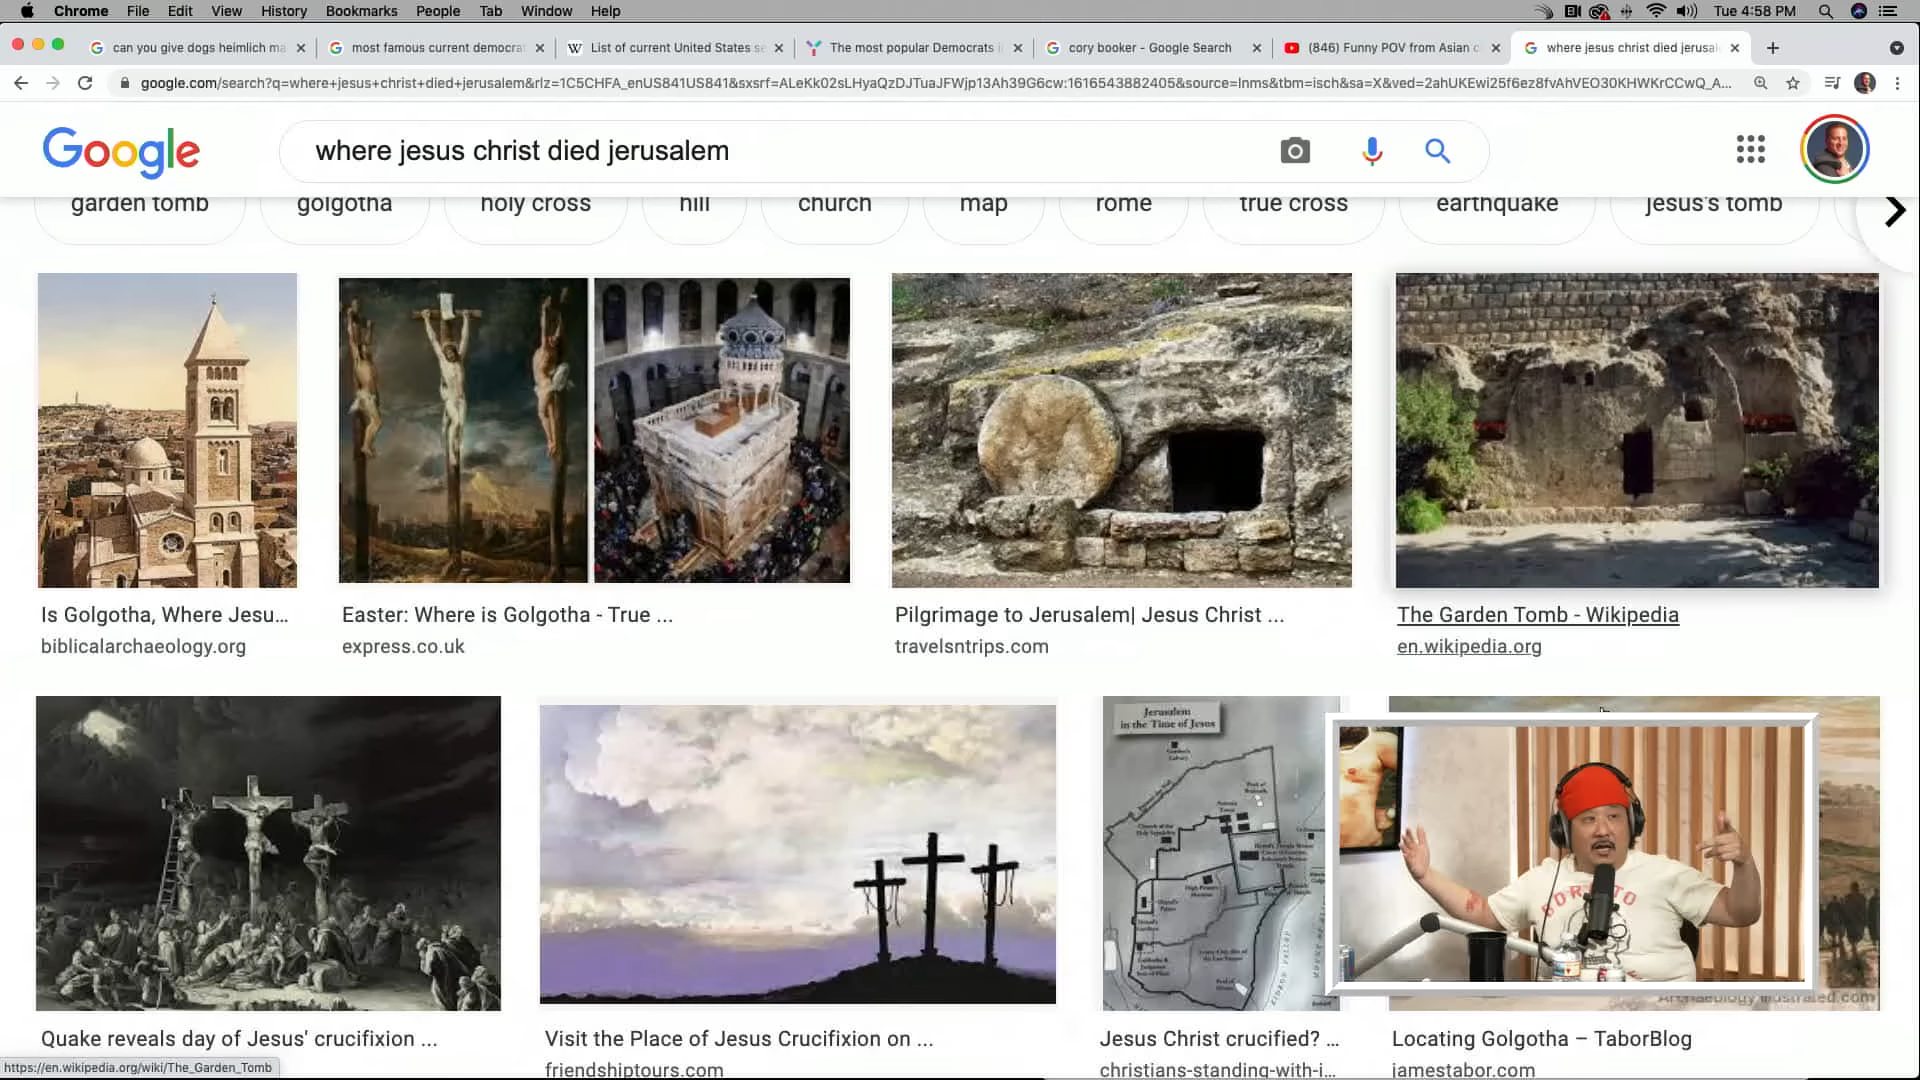 Chrome File Edit View History Bookmarks People Tab Window Help Tue 4:58 PM
can you give dogs heimlich ma
most famous current democrat
List of current United States se
The most popular Democrats i
cory booker - Google Search
(846) Funny POV from Asian c
where jesus christ died jerusal
google.com/search?q=where+jesus+christ+died+jerusalem&rlz=1C5CHFA_enUS841US841&sxsrf=ALeKk02sLHyaQzDJTuaJFWjp13Ah39G6cw:1616543882405&source=lnms&tbm=isch&sa=X&ved=2ahUKEwi25f6ez8fvAhVEO30KHWKrCCwQ_A...
Google
where jesus christ died jerusalem
garden tomb golgotha holy cross hill church map rome true cross earthquake jesus's tomb
Is Golgotha, Where Jesu...
biblicalarchaeology.org
Easter: Where is Golgotha - True ...
express.co.uk
Pilgrimage to Jerusalem| Jesus Christ ...
travelsntrips.com
The Garden Tomb - Wikipedia
en.wikipedia.org
Jerusalem
in the Time of Jesus
Archaeology Illustrated.com
Quake reveals day of Jesus' crucifixion ...
Visit the Place of Jesus Crucifixion on ...
friendshiptours.com
Jesus Christ crucified? ...
christians-standing-with-i...
Locating Golgotha – TaborBlog
jamestabor.com
https://en.wikipedia.org/wiki/The_Garden_Tomb